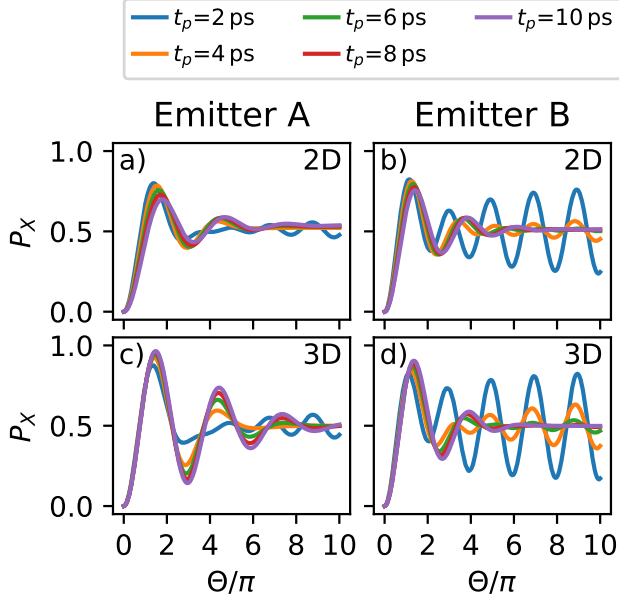 t_p=2 ps t_p=6 ps t_p=10 ps
t_p=4 ps t_p=8 ps
Emitter A Emitter B
a) 2D b) 2D
1.0
0.5
0.0
P_X
c) 3D d) 3D
1.0
0.5
0.0
P_X
0 2 4 6 8 10 0 2 4 6 8 10
Θ/π Θ/π